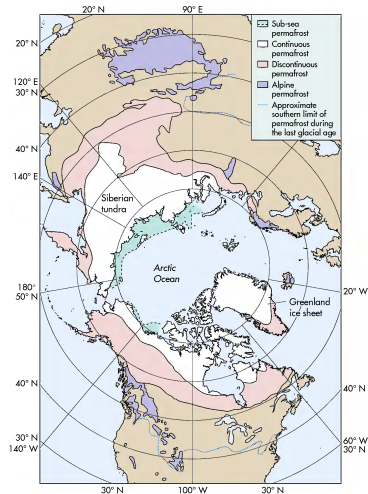 20° N
90° E
20° N
120° E
30° N
40° N
140° E
180°
50° N
40° N
30° N
140° W
30° N
100° W
30° N
60° W
30° N
40° N
20° W
Sub-sea
permafrost
Continuous
permafrost
Discontinuous
permafrost
Alpine
permafrost
Approximate
southern limit of
permafrost during
the last glacial age
Siberian
tundra
Arctic
Ocean
Greenland
ice sheet